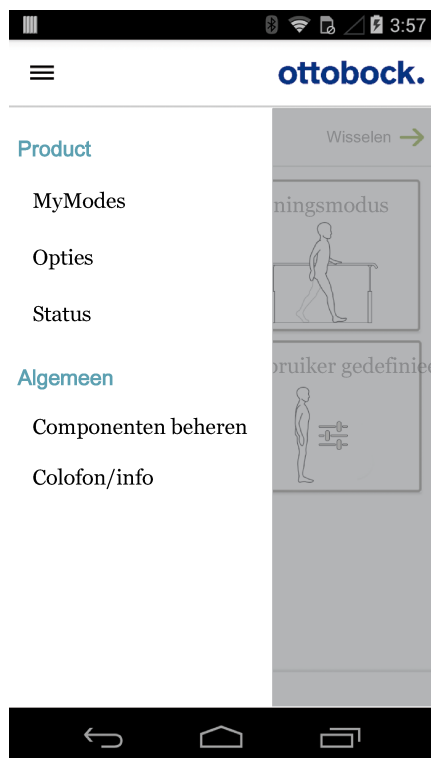 3:57
ottobock.
Product
Wisselen
MyModes
ningsmodus
Opties
Status
bruiker gedefinie
Algemeen
Componenten beheren
Colofon/info